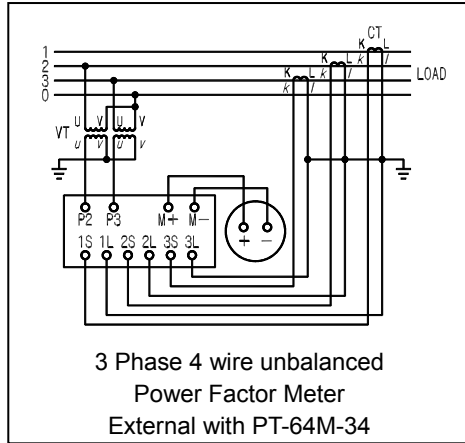 CT
K L
1
K L k l
2
K L k l
3
k l LOAD
0
U V U V
VT
u v u v
P2 P3 M+ M-
1S 1L 2S 2L 3S 3L
+ -
3 Phase 4 wire unbalanced
Power Factor Meter
External with PT-64M-34